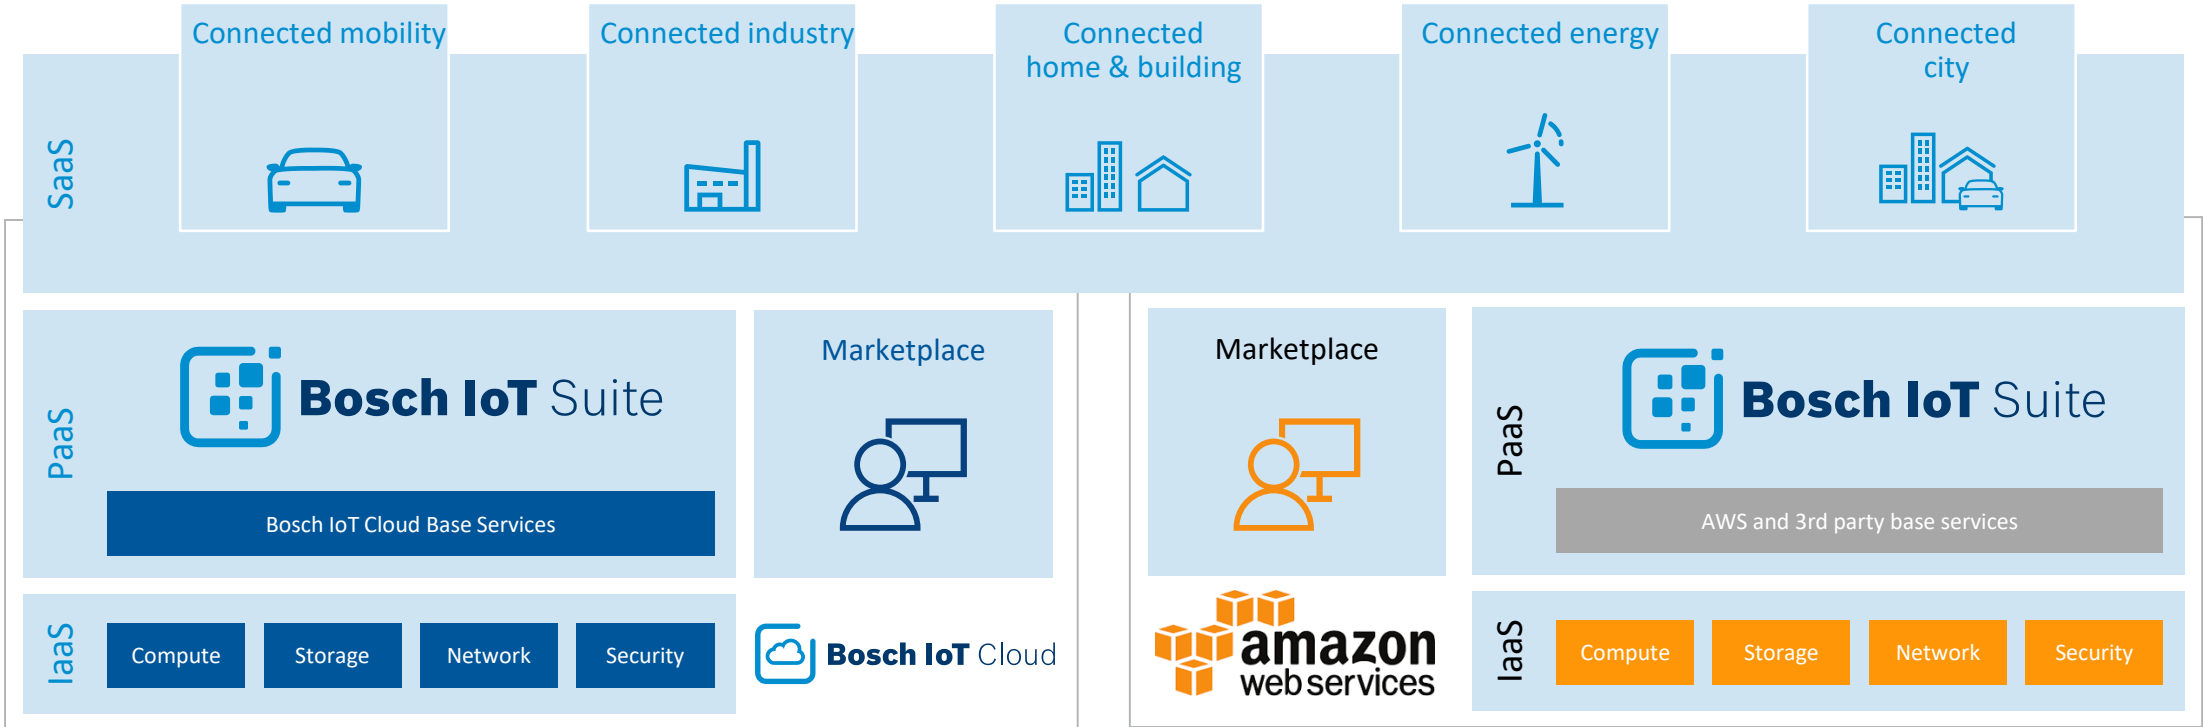 Connected mobility
Connected industry
Connected
home & building
Connected energy
Connected
city
SaaS
PaaS
Bosch IoT Suite
Bosch IoT Cloud Base Services
Marketplace
Marketplace
PaaS
Bosch IoT Suite
AWS and 3rd party base services
IaaS
Compute
Storage
Network
Security
Bosch IoT Cloud
amazon
webservices
IaaS
Compute
Storage
Network
Security